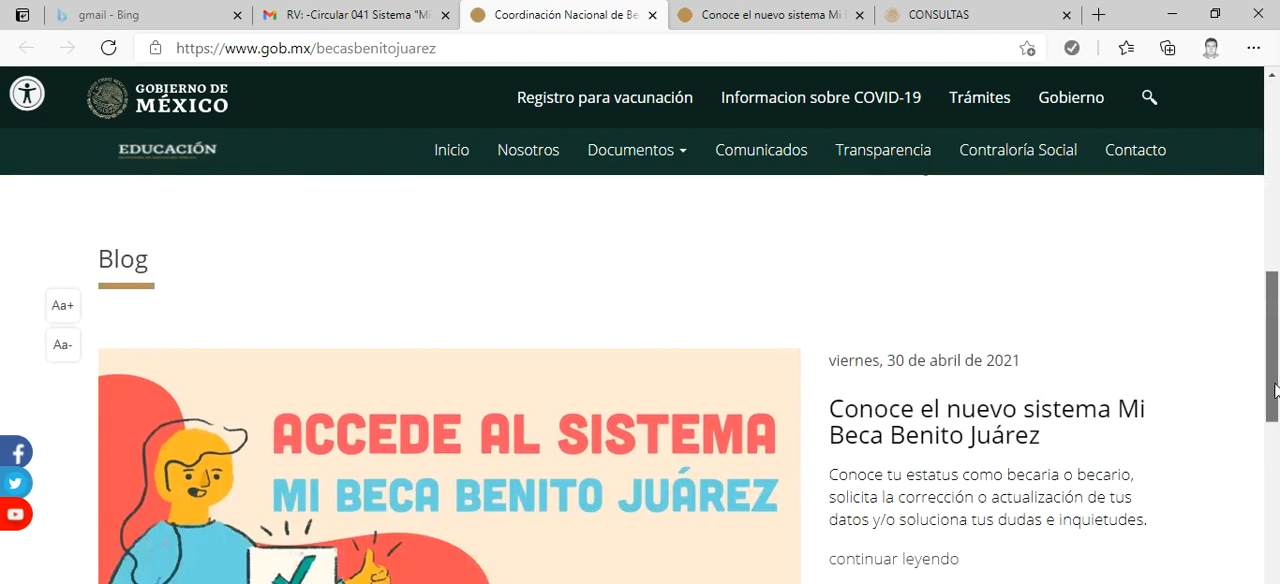 gmail - Bing
RV: -Circular 041 Sistema "Mi
Coordinación Nacional de Be
Conoce el nuevo sistema Mi
CONSULTAS
https://www.gob.mx/becasbenitojuarez
GOBIERNO DE
MÉXICO
Registro para vacunación
Informacion sobre COVID-19
Trámites
Gobierno
EDUCACIÓN
Inicio
Nosotros
Documentos
Comunicados
Transparencia
Contraloría Social
Contacto
Blog
Aa+
Aa-
ACCEDE AL SISTEMA
MI BECA BENITO JUÁREZ
viernes, 30 de abril de 2021
Conoce el nuevo sistema Mi
Beca Benito Juárez
Conoce tu estatus como becaria o becario,
solicita la corrección o actualización de tus
datos y/o soluciona tus dudas e inquietudes.
continuar leyendo